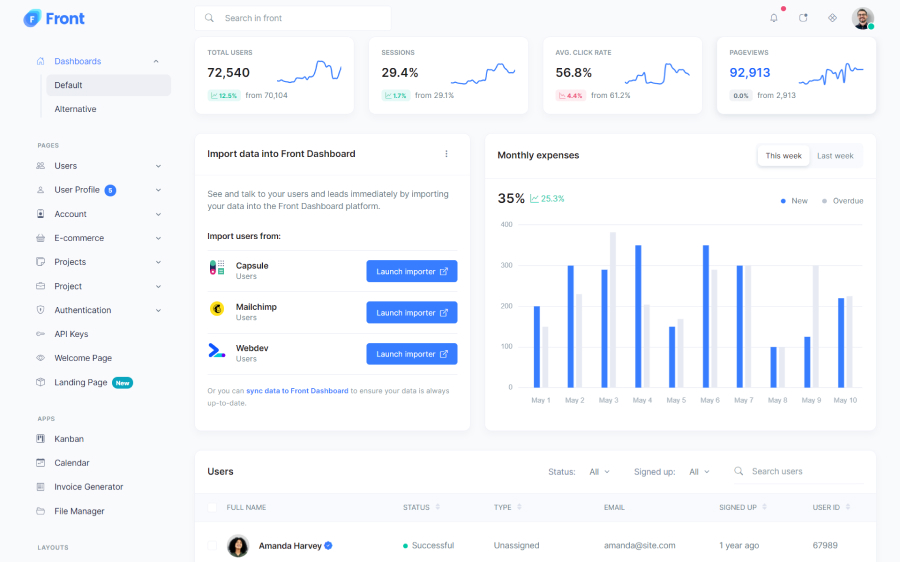 Front
Search in front
Dashboards
Default
Alternative
PAGES
Users
User Profile 5
Account
E-commerce
Projects
Project
Authentication
API Keys
Welcome Page
Landing Page New
APPS
Kanban
Calendar
Invoice Generator
File Manager
LAYOUTS
TOTAL USERS
72,540
12.5% from 70,104
SESSIONS
29.4%
1.7% from 29.1%
AVG. CLICK RATE
56.8%
4.4% from 61.2%
PAGEVIEWS
92,913
0.0% from 2,913
Import data into Front Dashboard
See and talk to your users and leads immediately by importing
your data into the Front Dashboard platform.
Import users from:
Capsule
Users
Launch importer
Mailchimp
Users
Launch importer
Webdev
Users
Launch importer
Or you can sync data to Front Dashboard to ensure your data is always
up-to-date.
Monthly expenses
This week Last week
35% 25.3%
New Overdue
400
300
200
100
0
May 1 May 2 May 3 May 4 May 5 May 6 May 7 May 8 May 9 May 10
Users
Status: All Signed up: All Search users
FULL NAME STATUS TYPE EMAIL SIGNED UP USER ID
Amanda Harvey Successful Unassigned amanda@site.com 1 year ago 67989